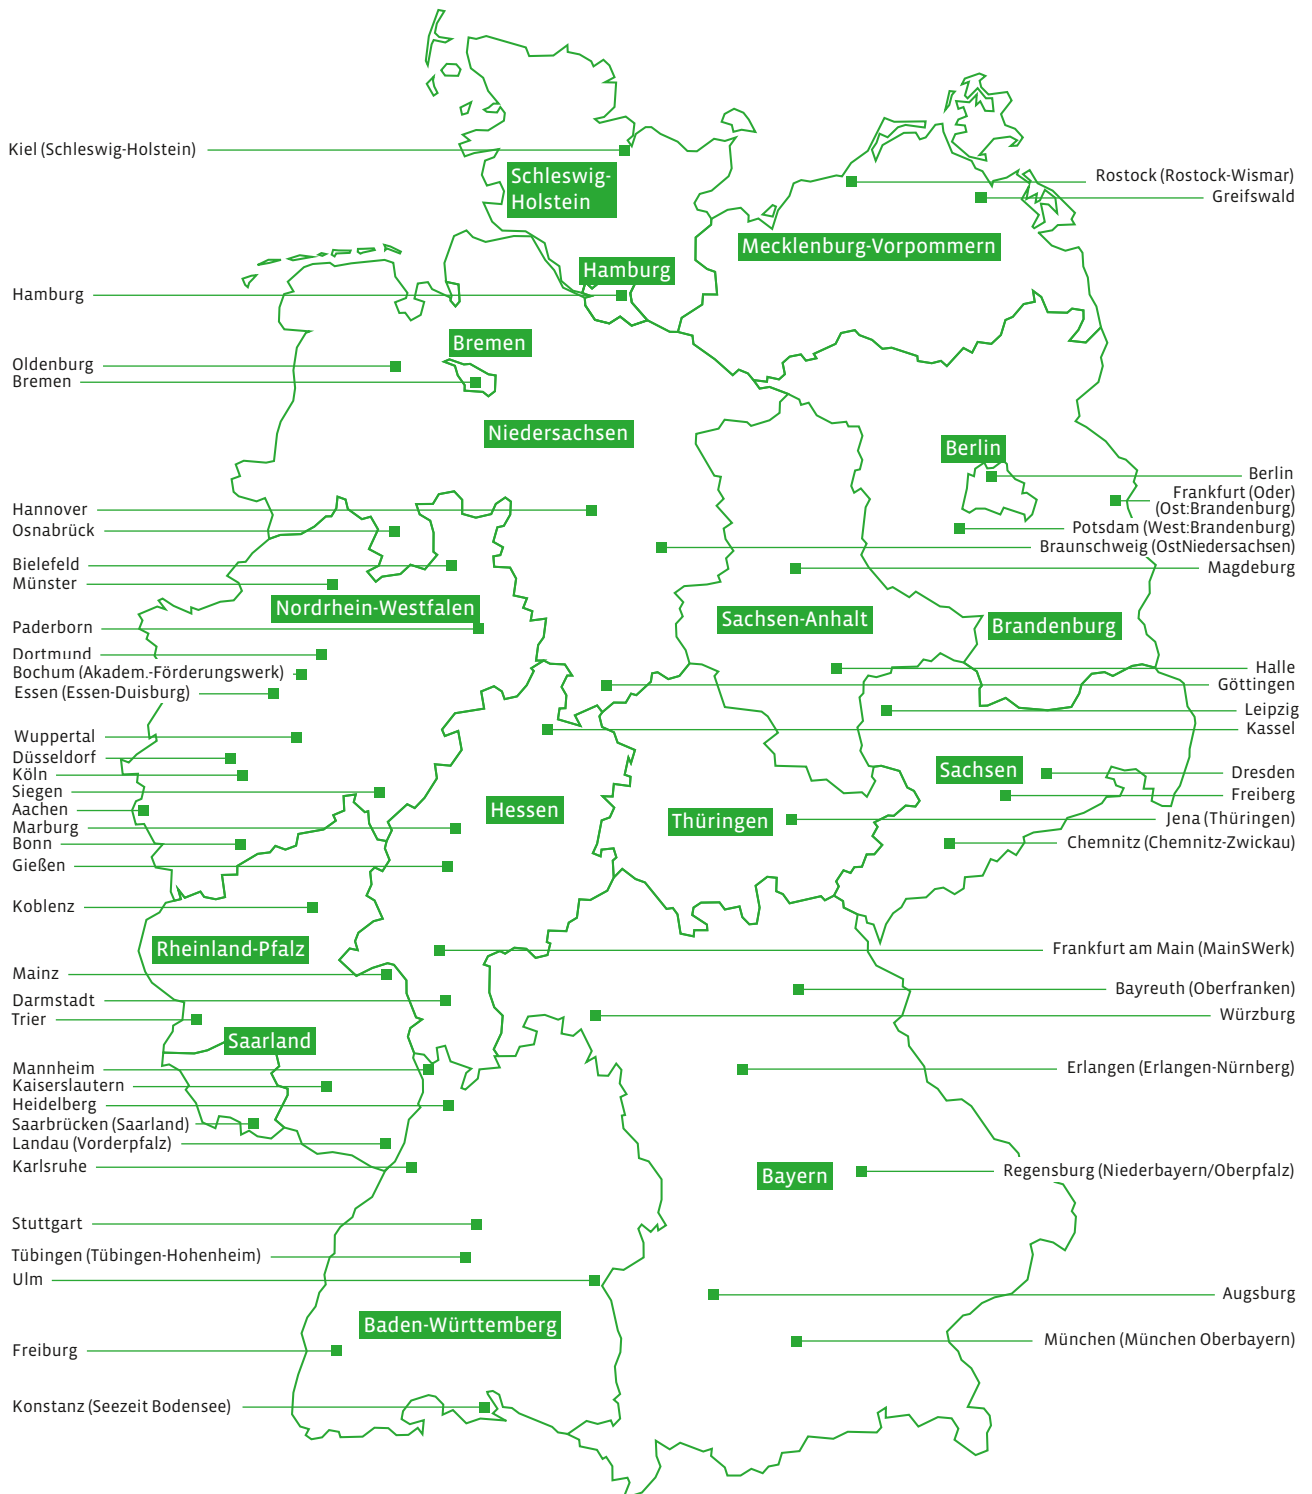 Kiel (Schleswig-Holstein)
Schleswig-
Holstein
Rostock (Rostock-Wismar)
Greifswald
Mecklenburg-Vorpommern
Hamburg
Hamburg
Bremen
Oldenburg
Bremen
Niedersachsen
Berlin
Berlin
Frankfurt (Oder)
(Ost:Brandenburg)
Hannover
Osnabrück
Potsdam (West:Brandenburg)
Braunschweig (OstNiedersachsen)
Bielefeld
Münster
Magdeburg
Nordrhein-Westfalen
Sachsen-Anhalt
Brandenburg
Paderborn
Dortmund
Bochum (Akadem.-Förderungswerk)
Essen (Essen-Duisburg)
Halle
Göttingen
Leipzig
Kassel
Wuppertal
Düsseldorf
Köln
Siegen
Aachen
Marburg
Bonn
Gießen
Hessen
Thüringen
Sachsen
Dresden
Freiberg
Jena (Thüringen)
Chemnitz (Chemnitz-Zwickau)
Koblenz
Rheinland-Pfalz
Frankfurt am Main (MainSWerk)
Mainz
Darmstadt
Trier
Bayreuth (Oberfranken)
Würzburg
Saarland
Mannheim
Kaiserslautern
Heidelberg
Saarbrücken (Saarland)
Landau (Vorderpfalz)
Karlsruhe
Erlangen (Erlangen-Nürnberg)
Bayern
Regensburg (Niederbayern/Oberpfalz)
Stuttgart
Tübingen (Tübingen-Hohenheim)
Ulm
Augsburg
Baden-Württemberg
München (München Oberbayern)
Freiburg
Konstanz (Seezeit Bodensee)